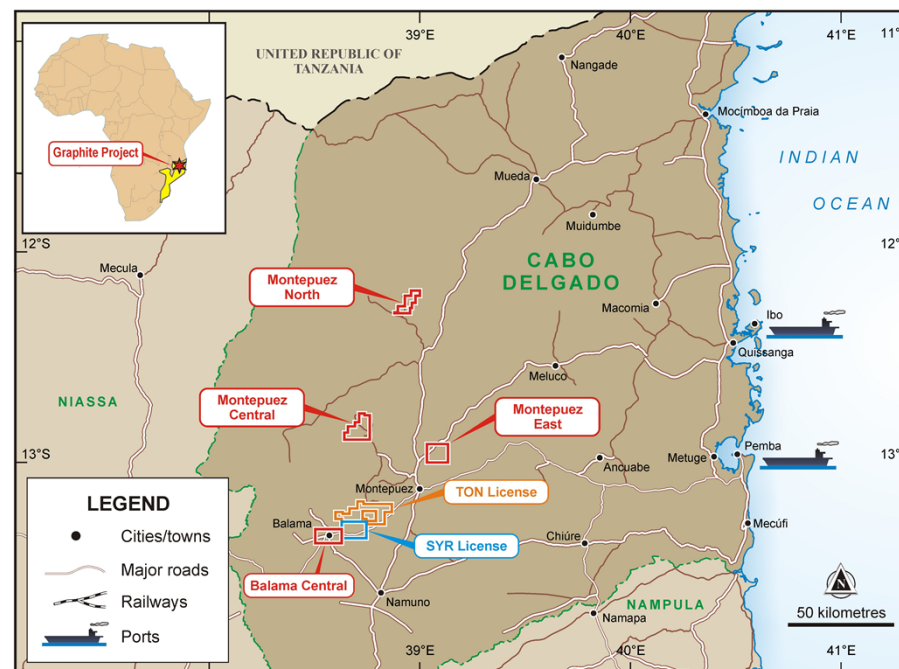 39°E
40°E
41°E
11°
UNITED REPUBLIC OF
TANZANIA
Nangade
Mocímboa da Praia
Graphite Project
INDIAN
OCEAN
Mueda
Muidumbe
12°S
12°
Mecula
CABO
DELGADO
Montepuez
North
Macomia
Ibo
Quissanga
Meluco
NIASSA
Montepuez
Central
Montepuez
East
13°S
13°
Pemba
Metuge
Ancuabe
Montepuez
TON License
LEGEND
Cities/towns
Major roads
Railways
Ports
Balama
SYR License
Chiúre
Mecúfi
Balama Central
Namuno
NAMPULA
Namapa
N
50 kilometres
39°E
40°E
41°E